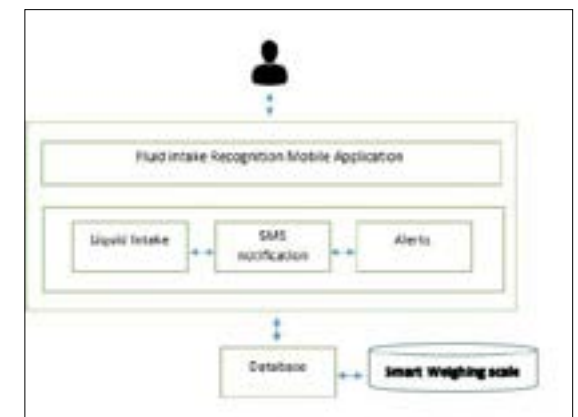 Fluid Intake Recognition Mobile Application
Liquid Intake
SMS
notification
Alerts
Database
Smart Weighing scale